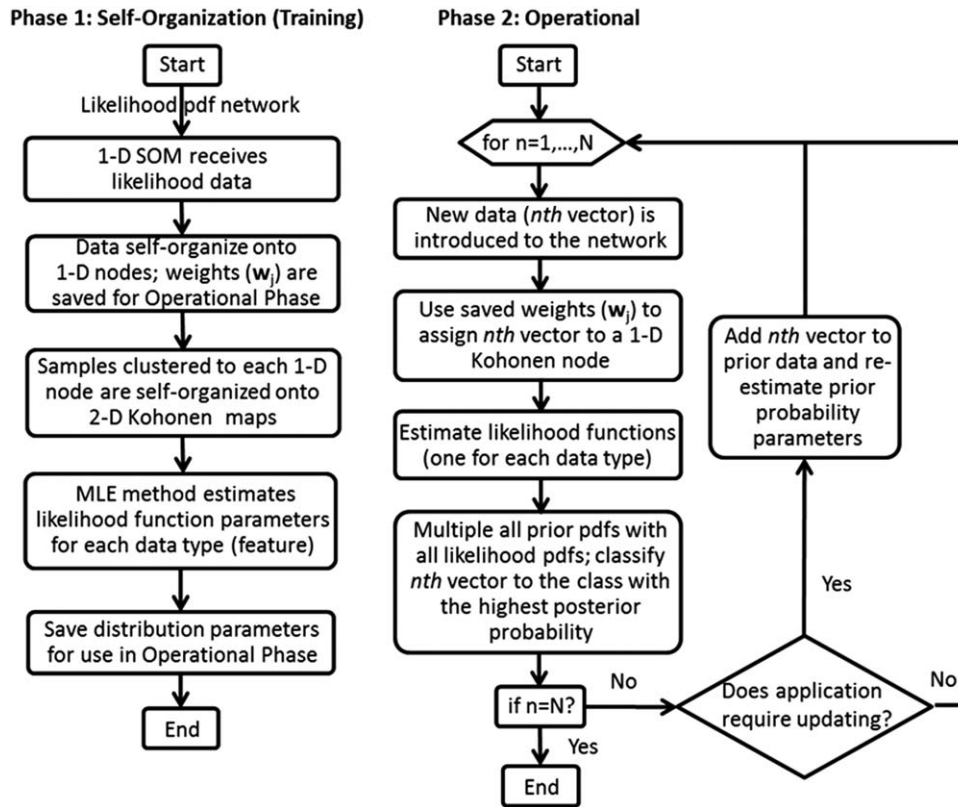 Phase 1: Self-Organization (Training)
Start
Likelihood pdf network
1-D SOM receives
likelihood data
Data self-organize onto
1-D nodes; weights (wj) are
saved for Operational Phase
Samples clustered to each 1-D
node are self-organized onto
2-D Kohonen maps
MLE method estimates
likelihood function parameters
for each data type (feature)
Save distribution parameters
for use in Operational Phase
End
Phase 2: Operational
Start
for n=1,...,N
New data (nth vector) is
introduced to the network
Use saved weights (wj) to
assign nth vector to a 1-D
Kohonen node
Estimate likelihood functions
(one for each data type)
Multiple all prior pdfs with
all likelihood pdfs; classify
nth vector to the class with
the highest posterior
probability
if n=N?
No
Yes
End
Does application
require updating?
Yes
No
Add nth vector to
prior data and re-
estimate prior
probability
parameters